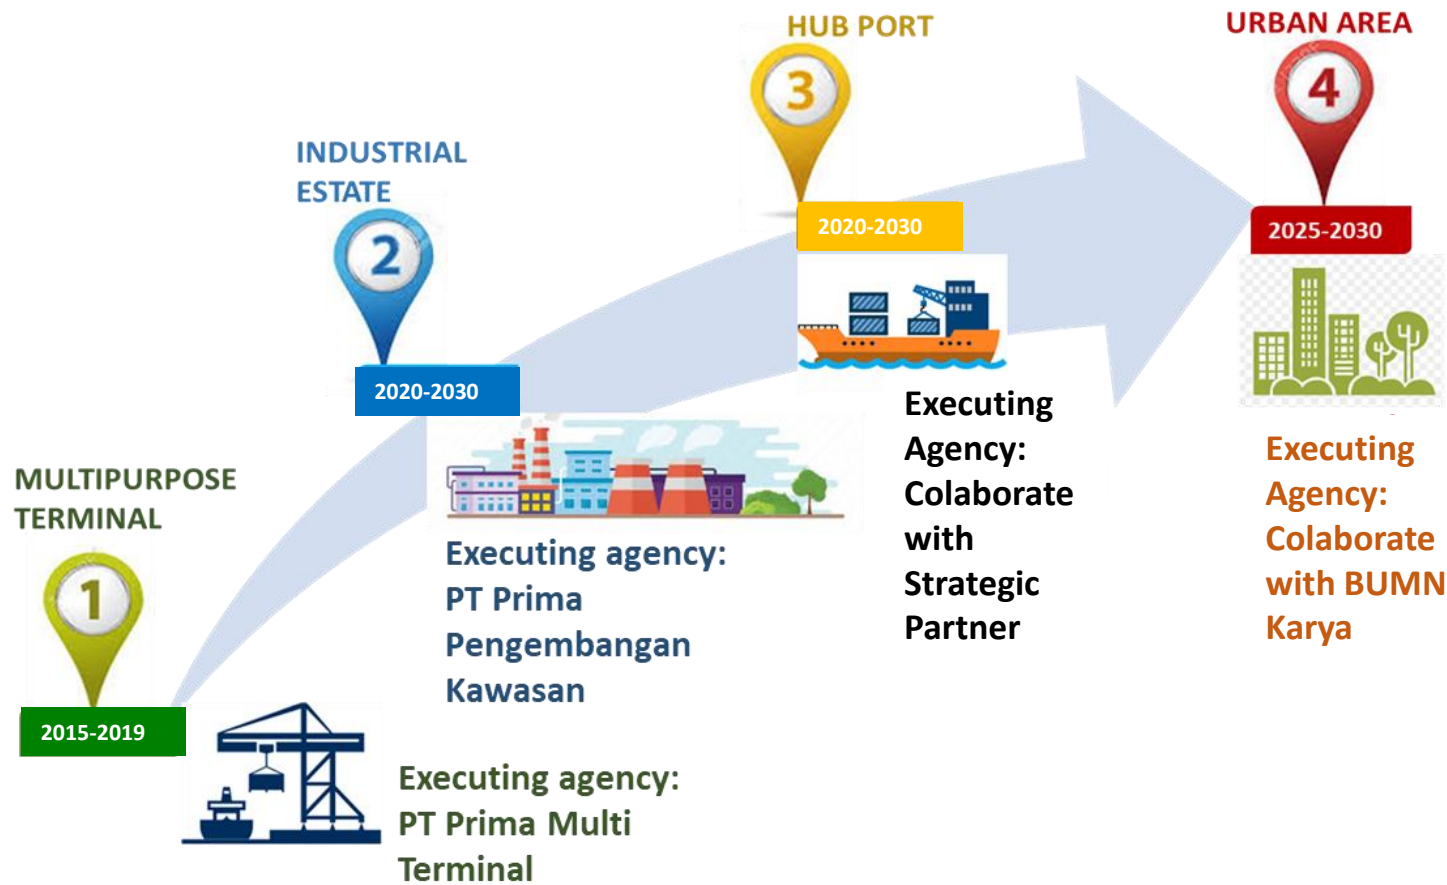 MULTIPURPOSE
TERMINAL
1
2015-2019
Executing agency:
PT Prima Multi
Terminal
INDUSTRIAL
ESTATE
2
2020-2030
Executing agency:
PT Prima
Pengembangan
Kawasan
HUB PORT
3
2020-2030
Executing
Agency:
Colaborate
with
Strategic
Partner
URBAN AREA
4
2025-2030
Executing
Agency:
Colaborate
with BUMN
Karya